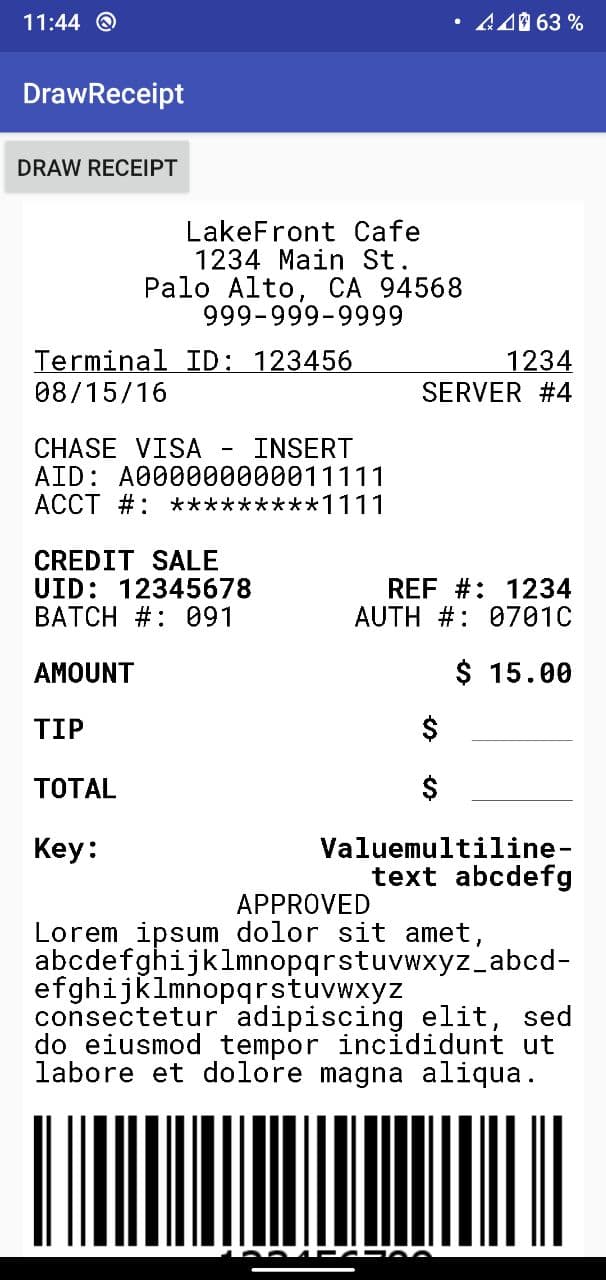 11:44 63 %
DrawReceipt
DRAW RECEIPT
LakeFront Cafe
1234 Main St.
Palo Alto, CA 94568
999-999-9999
Terminal ID: 123456 1234
08/15/16 SERVER #4
CHASE VISA - INSERT
AID: A000000000011111
ACCT #: *********1111
CREDIT SALE
UID: 12345678 REF #: 1234
BATCH #: 091 AUTH #: 0701C
AMOUNT $ 15.00
TIP $ ______
TOTAL $ ______
Key: Valuemultiline-
text abcdefg
APPROVED
Lorem ipsum dolor sit amet,
abcdefghijklmnopqrstuvwxyz_abcd-
efghijklmnopqrstuvwxyz
consectetur adipiscing elit, sed
do eiusmod tempor incididunt ut
labore et dolore magna aliqua.